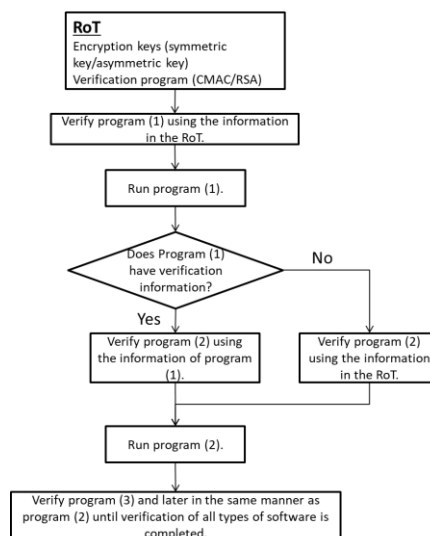 RoT
Encryption keys (symmetric
key/asymmetric key)
Verification program (CMAC/RSA)
Verify program (1) using the information
in the RoT.
Run program (1).
Does Program (1)
have verification
information?
No
Yes
Verify program (2) using
the information of program
(1).
Verify program (2)
using the information
in the RoT.
Run program (2).
Verify program (3) and later in the same manner as
program (2) until verification of all types of software is
completed.